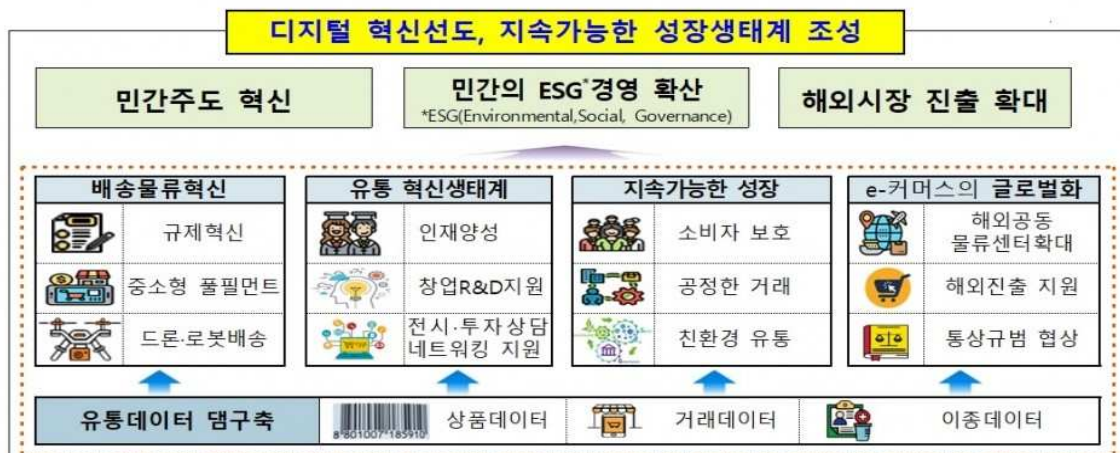 디지털 혁신선도, 지속가능한 성장생태계 조성
민간주도 혁신
민간의 ESG*경영 확산
*ESG(Environmental,Social, Governance)
해외시장 진출 확대
배송물류혁신
규제혁신
중소형 풀필먼트
드론·로봇배송
유통 혁신생태계
인재양성
창업R&D지원
전시·투자상담
네트워킹 지원
지속가능한 성장
소비자 보호
공정한 거래
친환경 유통
e-커머스의 글로벌화
해외공동
물류센터확대
해외진출 지원
통상규범 협상
유통데이터 댐구축
8 801007 185910
상품데이터
거래데이터
이종데이터